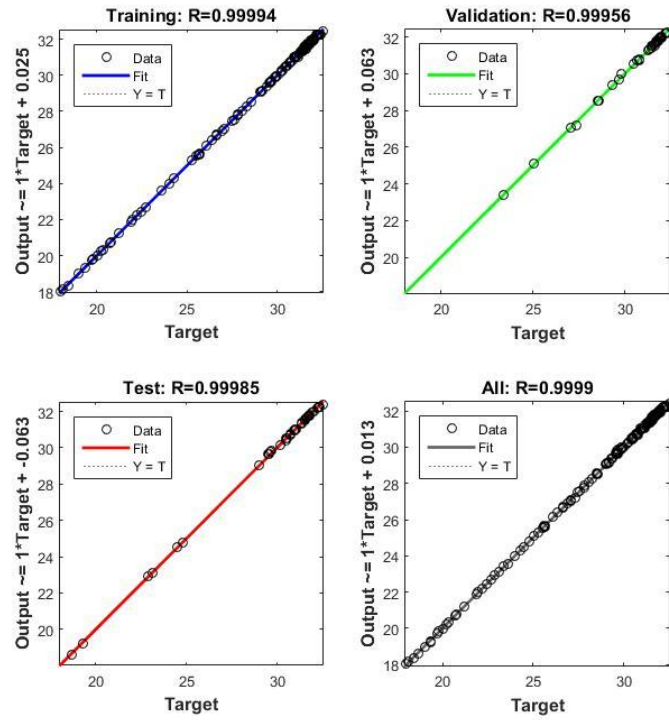 Training: R=0.99994
Output ~= 1*Target + 0.025
32
30
28
26
24
22
20
18
Data
Fit
Y = T
20
25
30
Target
Validation: R=0.99956
Output ~= 1*Target + 0.063
32
30
28
26
24
22
20
Data
Fit
Y = T
20
25
30
Target
Test: R=0.99985
Output ~= 1*Target + -0.063
32
30
28
26
24
22
20
Data
Fit
Y = T
20
25
30
Target
All: R=0.9999
Output ~= 1*Target + 0.013
32
30
28
26
24
22
20
18
Data
Fit
Y = T
20
25
30
Target